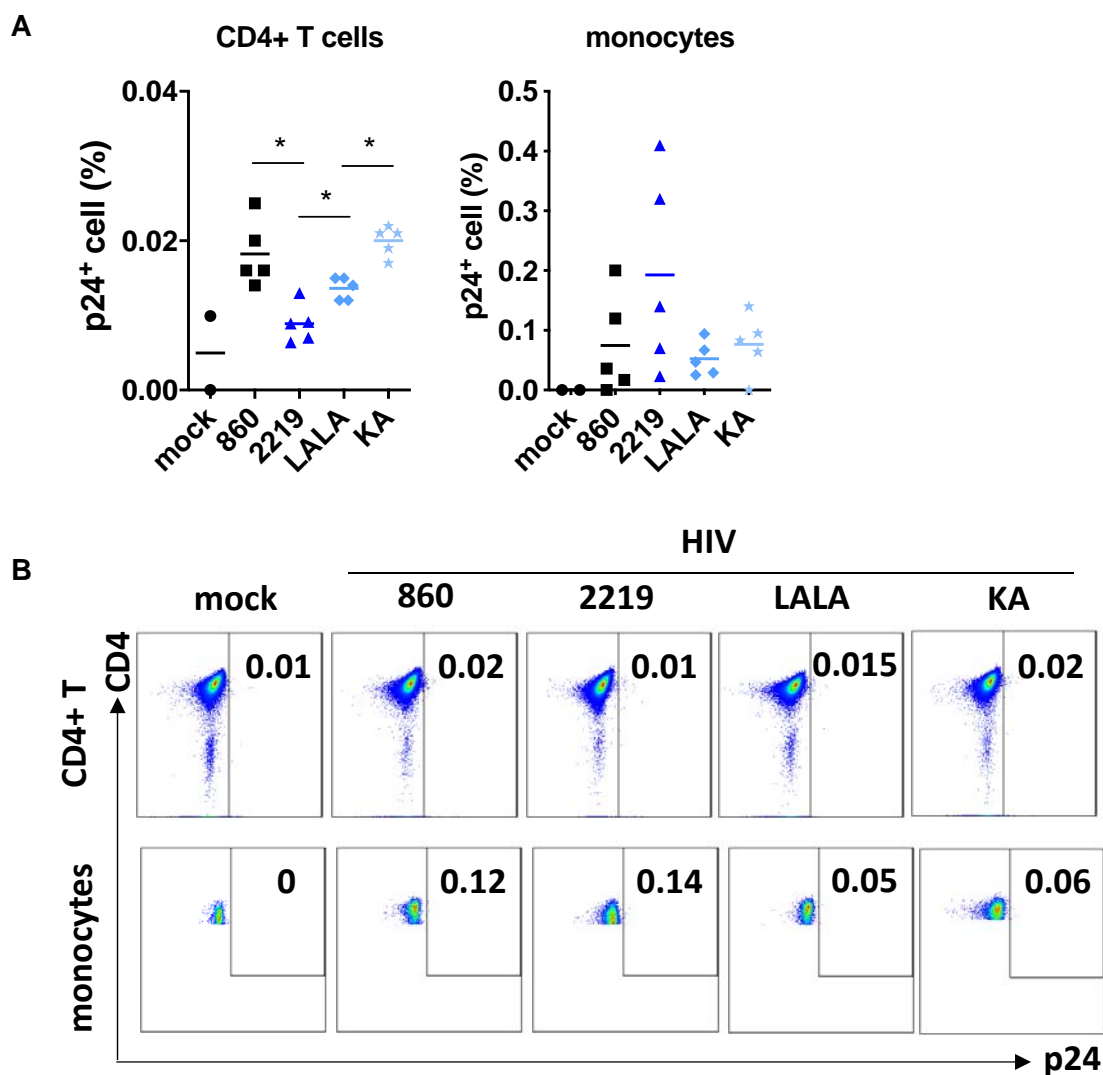 A
CD4+ T cells
monocytes
p24+ cell (%)
0.04
0.02
0.00
*
*
*
mock
860
2219
LALA
KA
p24+ cell (%)
0.5
0.4
0.3
0.2
0.1
0.0
mock
860
2219
LALA
KA
B
HIV
mock
860
2219
LALA
KA
CD4+ T
CD4
0.01
0.02
0.01
0.015
0.02
monocytes
0
0.12
0.14
0.05
0.06
p24